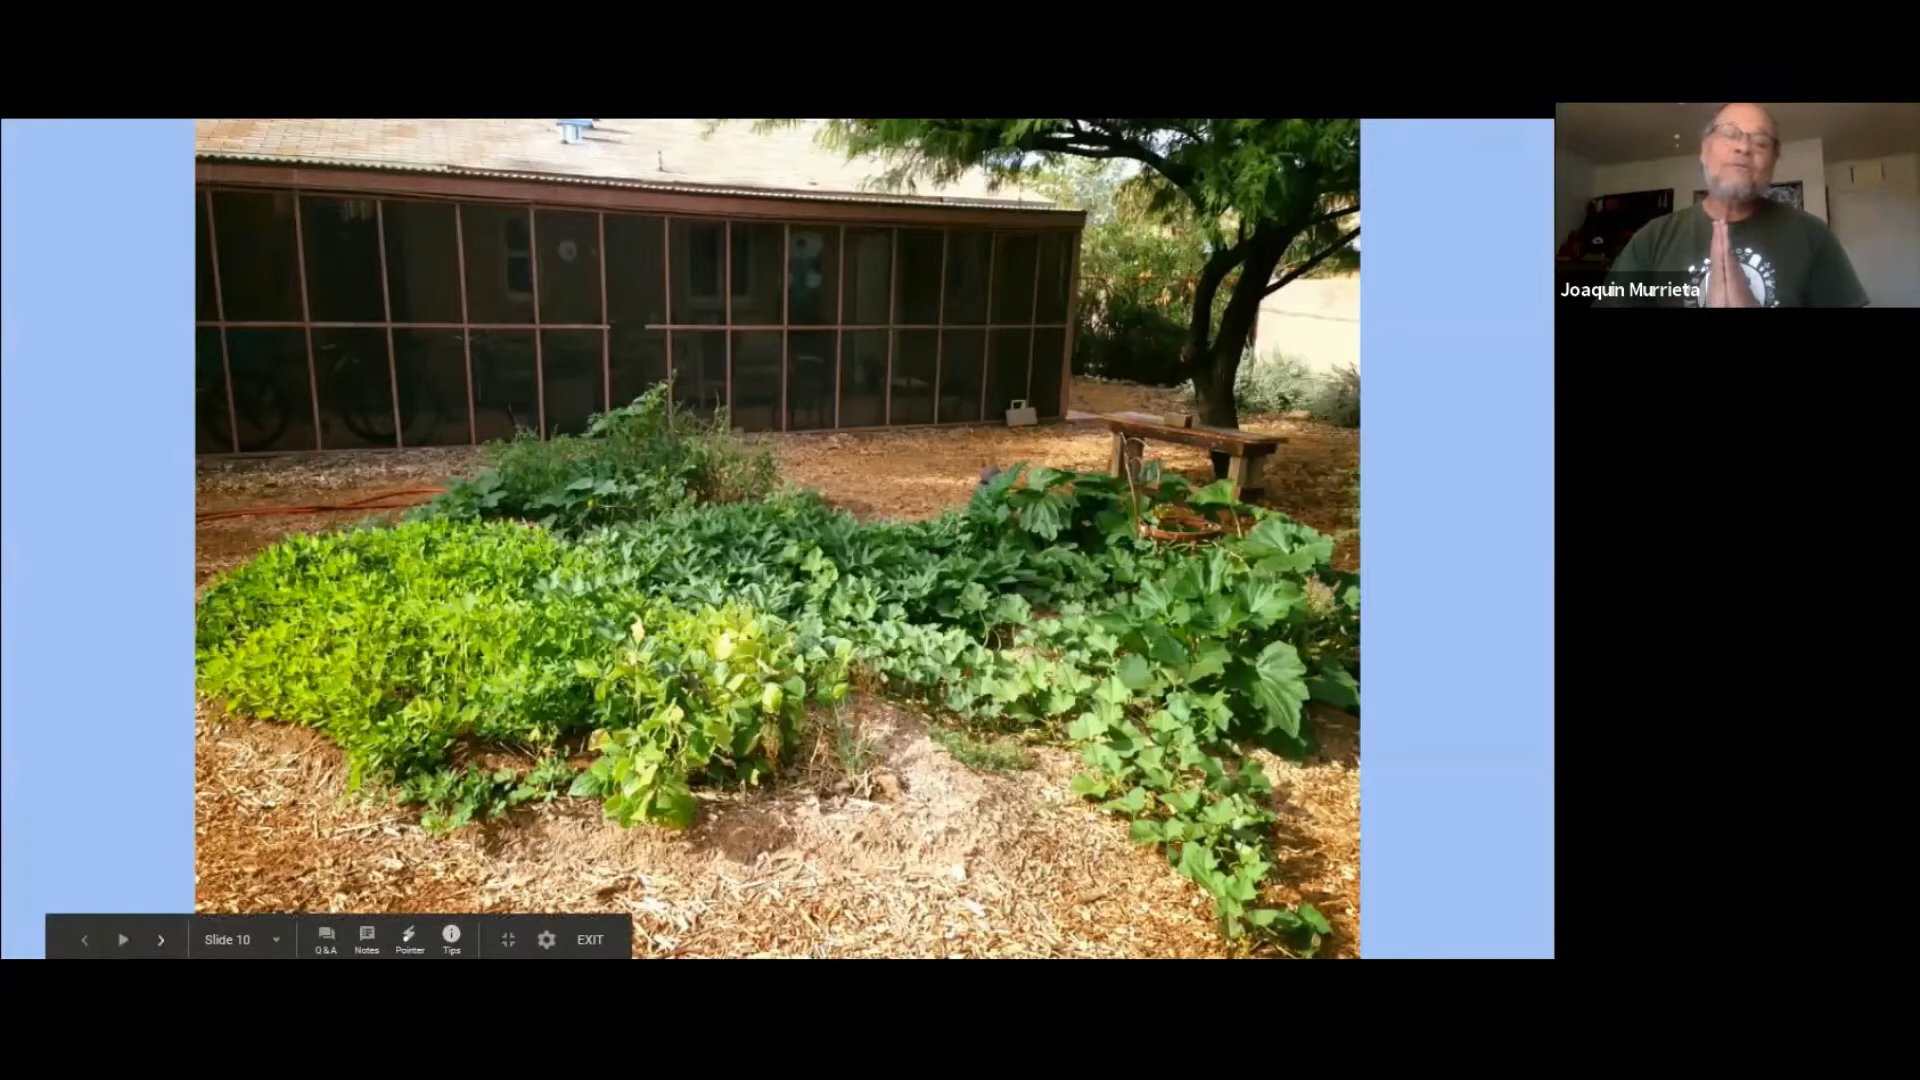 Joaquin Murrieta
Slide 10
Q&A
Notes
Pointer
Tips
EXIT